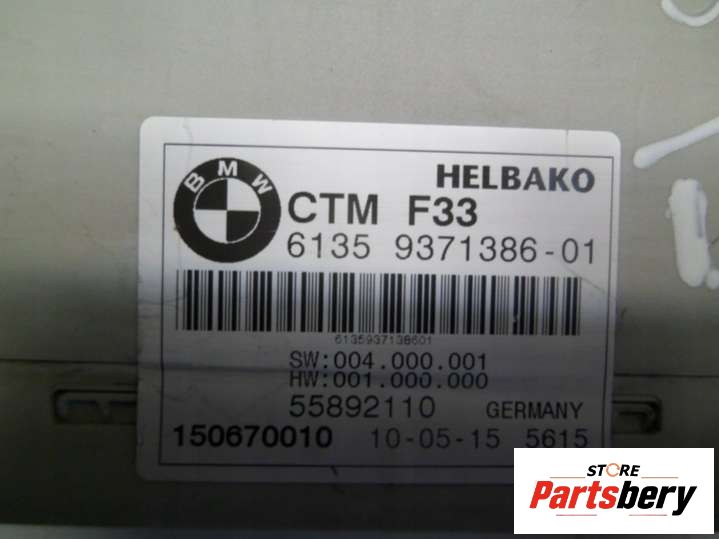 BMW
HELBAKO
CTM F33
6135 9371386-01
6135937138601
SW:004.000.001
HW:001.000.000
55892110 GERMANY
150670010 10-05-15 5615
STORE
Partsbery